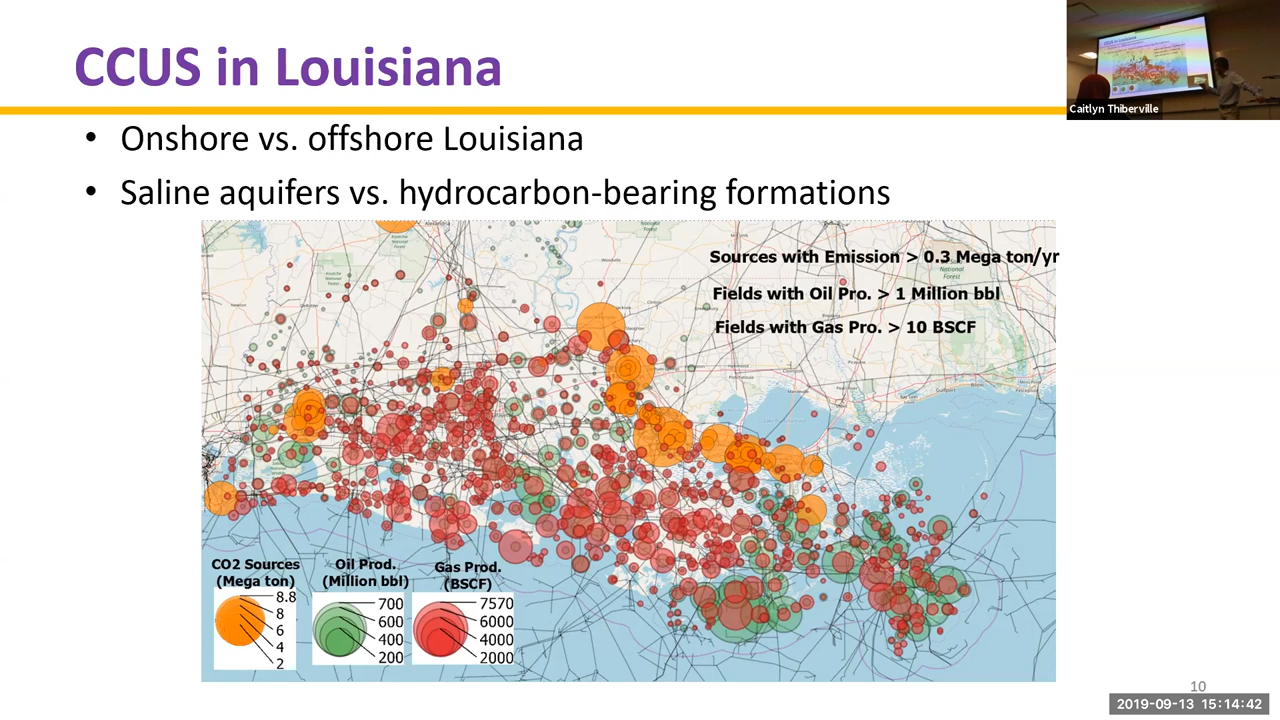 CCUS in Louisiana
Caitlyn Thiberville
• Onshore vs. offshore Louisiana
• Saline aquifers vs. hydrocarbon-bearing formations
Sources with Emission > 0.3 Mega ton/yr
National
Forest
Fields with Oil Pro. > 1 Million bbl
Fields with Gas Pro. > 10 BSCF
CO2 Sources
(Mega ton)
8.8
8
6
4
2
Oil Prod.
(Million bbl)
700
600
400
200
Gas Prod.
(BSCF)
7570
6000
4000
2000
10
2019-09-13 15:14:42